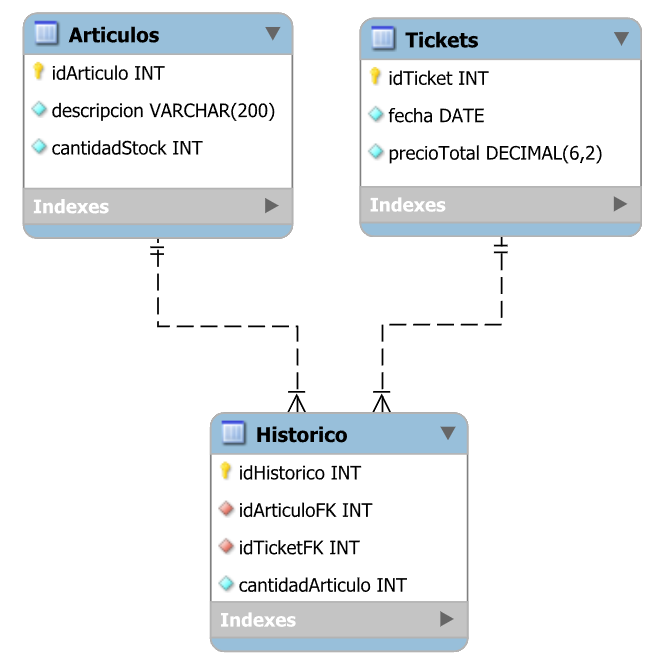 Articulos
idArticulo INT
descripcion VARCHAR(200)
cantidadStock INT
Indexes
Tickets
idTicket INT
fecha DATE
precioTotal DECIMAL(6,2)
Indexes
Historico
idHistorico INT
idArticuloFK INT
idTicketFK INT
cantidadArticulo INT
Indexes